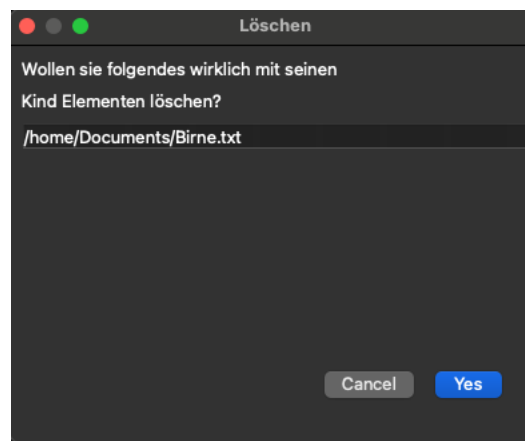 Löschen
Wollen sie folgendes wirklich mit seinen
Kind Elementen löschen?
/home/Documents/Birne.txt
Cancel Yes